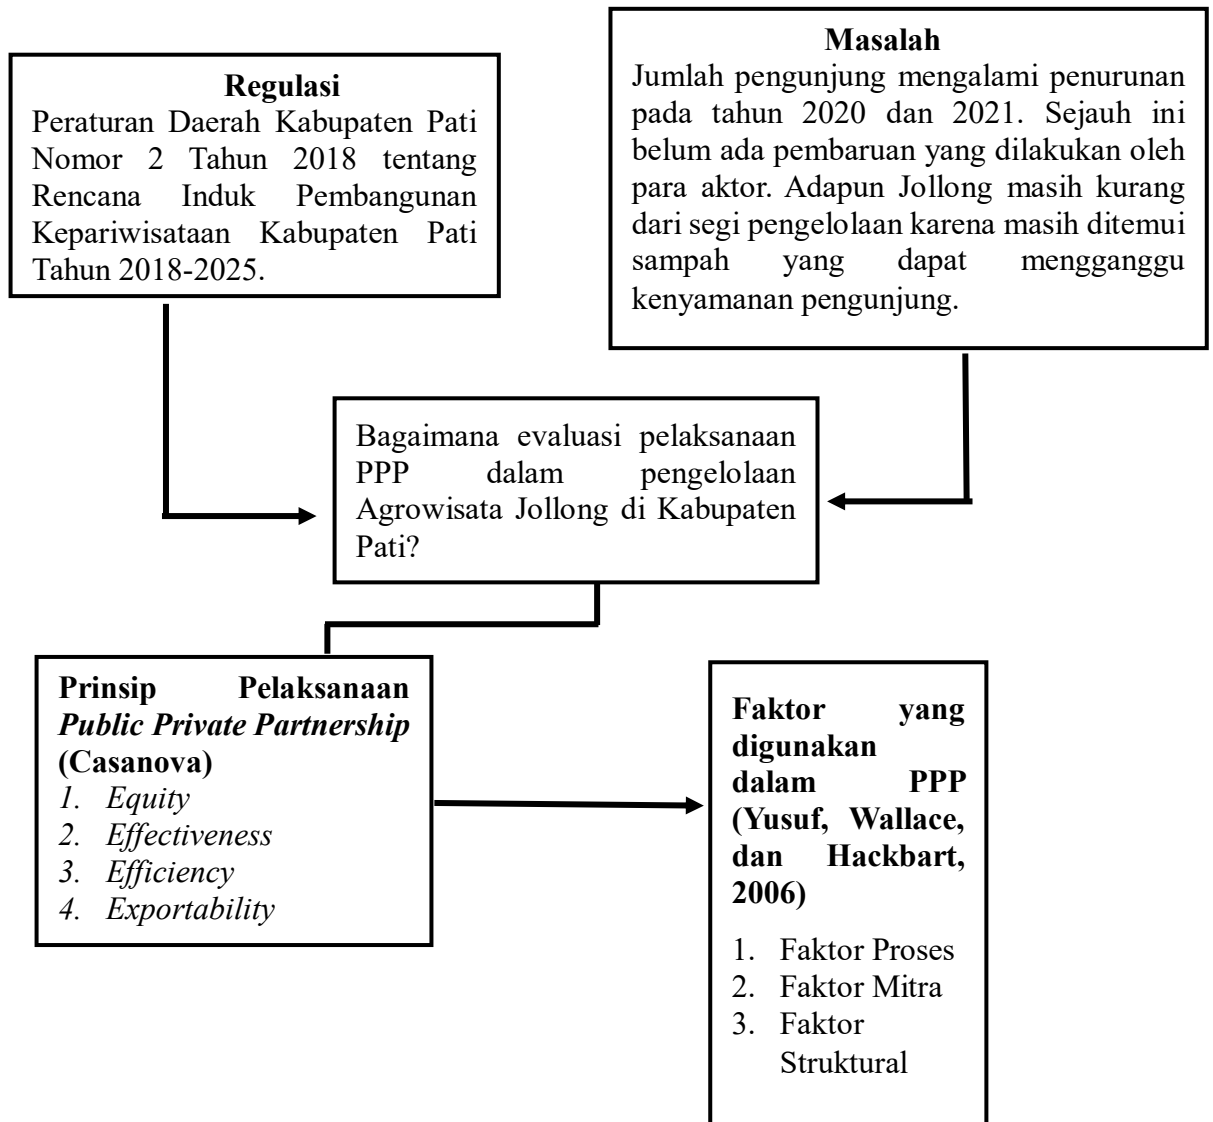 Regulasi
Peraturan Daerah Kabupaten Pati
Nomor 2 Tahun 2018 tentang
Rencana Induk Pembangunan
Kepariwisataan Kabupaten Pati
Tahun 2018-2025.
Masalah
Jumlah pengunjung mengalami penurunan
pada tahun 2020 dan 2021. Sejauh ini
belum ada pembaruan yang dilakukan oleh
para aktor. Adapun Jollong masih kurang
dari segi pengelolaan karena masih ditemui
sampah yang dapat mengganggu
kenyamanan pengunjung.
Bagaimana evaluasi pelaksanaan
PPP dalam pengelolaan
Agrowisata Jollong di Kabupaten
Pati?
Prinsip Pelaksanaan
Public Private Partnership
(Casanova)
1. Equity
2. Effectiveness
3. Efficiency
4. Exportability
Faktor yang
digunakan
dalam PPP
(Yusuf, Wallace,
dan Hackbart,
2006)
1. Faktor Proses
2. Faktor Mitra
3. Faktor
Struktural